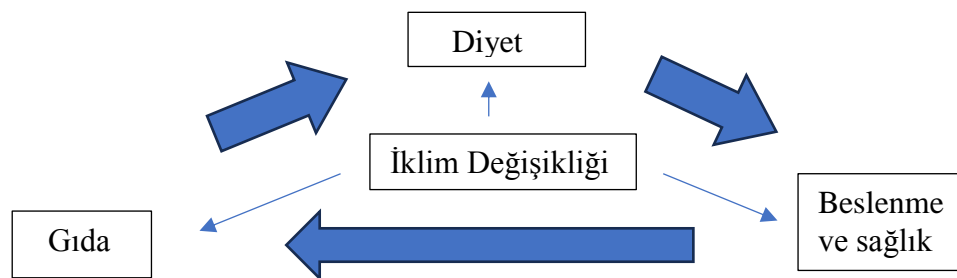 Diyet
İklim Değişikliği
Gıda
Beslenme
ve sağlık